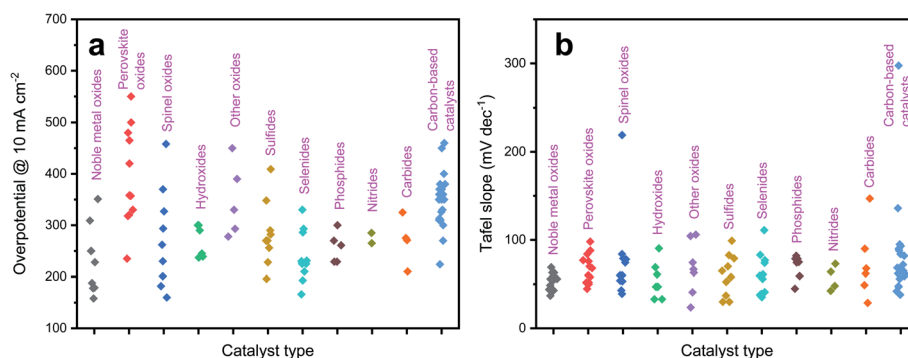 a
Overpotential @ 10 mA cm⁻²
700
600
500
400
300
200
100
Noble metal oxides
Perovskite
oxides
Spinel oxides
Hydroxides
Other oxides
Sulfides
Selenides
Phosphides
Nitrides
Carbides
Carbon-based
catalysts
Catalyst type
b
Tafel slope (mV dec⁻¹)
300
200
100
0
Noble metal oxides
Perovskite oxides
Spinel oxides
Hydroxides
Other oxides
Sulfides
Selenides
Phosphides
Nitrides
Carbides
Carbon-based
catalysts
Catalyst type